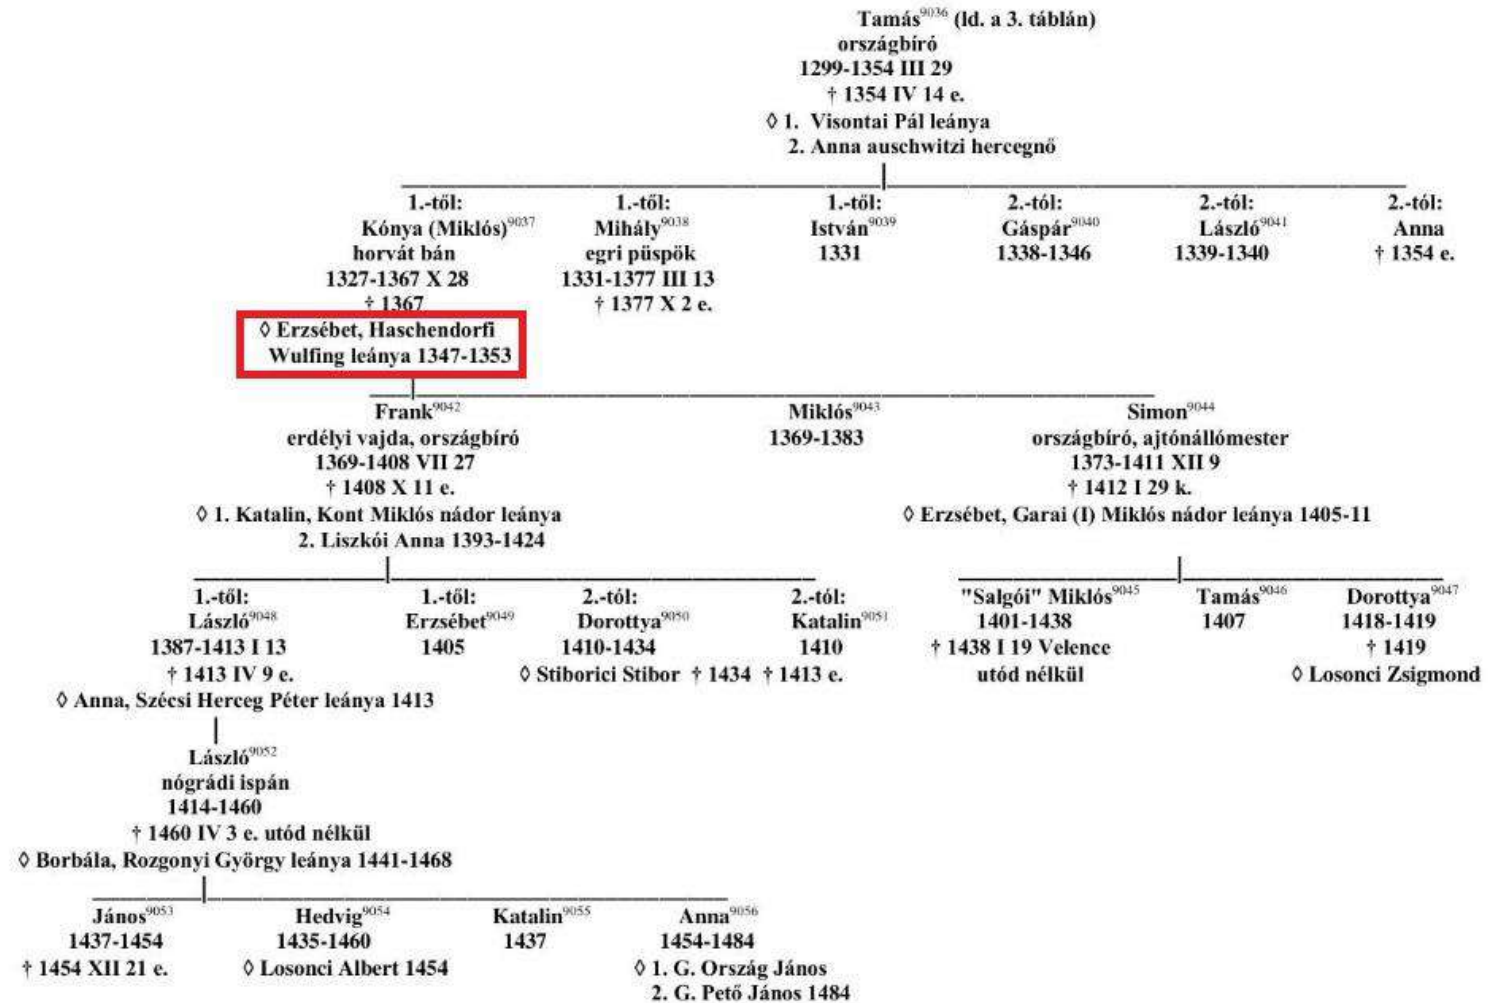 Tamás9036 (ld. a 3. táblán)
országbíró
1299-1354 III 29
† 1354 IV 14 e.
◊ 1. Visontai Pál leánya
2. Anna auschwitzi hercegnő
1.-től: 1.-től: 1.-től: 2.-tól: 2.-tól: 2.-tól:
Kónya (Miklós)9037 Mihály9038 István9039 Gáspár9040 László9041 Anna
horvát bán egri püspök 1331 1338-1346 1339-1340 † 1354 e.
1327-1367 X 28 1331-1377 III 13
† 1367 † 1377 X 2 e.
◊ Erzsébet, Haschendorfi
Wulfing leánya 1347-1353
Frank9042 Miklós9043 Simon9044
erdélyi vajda, országbíró 1369-1383 országbíró, ajtónállómester
1369-1408 VII 27 1373-1411 XII 9
† 1408 X 11 e. † 1412 I 29 k.
◊ 1. Katalin, Kont Miklós nádor leánya ◊ Erzsébet, Garai (I) Miklós nádor leánya 1405-11
2. Liszkói Anna 1393-1424
1.-től: 1.-től: 2.-tól: 2.-tól: "Salgói" Miklós9045 Tamás9046 Dorottya9047
László9048 Erzsébet9049 Dorottya9050 Katalin9051 1401-1438 1407 1418-1419
1387-1413 I 13 1405 1410-1434 1410 † 1438 I 19 Velence † 1419
† 1413 IV 9 e. ◊ Stiborici Stibor † 1434 † 1413 e. utód nélkül ◊ Losonci Zsigmond
◊ Anna, Szécsi Herceg Péter leánya 1413
László9052
nógrádi ispán
1414-1460
† 1460 IV 3 e. utód nélkül
◊ Borbála, Rozgonyi György leánya 1441-1468
János9053 Hedvig9054 Katalin9055 Anna9056
1437-1454 1435-1460 1437 1454-1484
† 1454 XII 21 e. ◊ Losonci Albert 1454 ◊ 1. G. Ország János
2. G. Pető János 1484